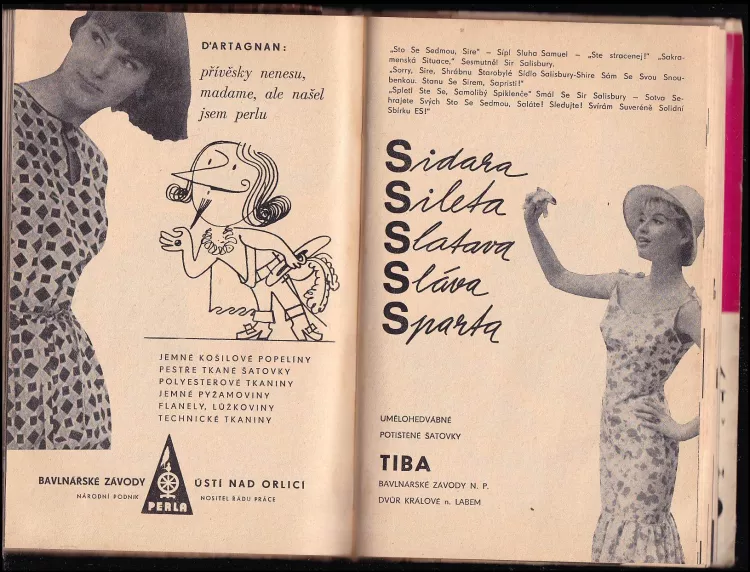 D'ARTAGNAN:
přívěsky nenesu,
madame, ale našel
jsem perlu
JEMNÉ KOŠILOVÉ POPELINY
PESTŘE TKANÉ ŠATOVKY
POLYESTEROVÉ TKANINY
JEMNÉ PYŽAMOVINY
FLANELY, LŮŽKOVINY
TECHNICKÉ TKANINY
BAVLNÁŘSKÉ ZÁVODY
NÁRODNÍ PODNIK
PERLA
ÚSTÍ NAD ORLICÍ
NOSITEL ŘÁDU PRÁCE
„Sto Se Sedmou, Sire" – Sípl Sluha Samuel – „Ste stracenej!" „Sakra-
menská Situace," Sesmutněl Sir Salisbury.
„Sorry, Sire, Shrábnu Starobylé Sídlo Salisbury-Shire Sám Se Svou Snou-
benkou. Stanu Se Sirem, Saprīsti!"
„Spletl Ste Se, Samolibý Spiklenče" Smál Se Sir Salisbury – Sotva Se-
hrajete Svých Sto Se Sedmou, Soláte! Sledujte! Svírám Suveréně Solidní
Sbírku ES!"
Sidara
Sileta
Slatava
Sláva
Sparta
UMĚLOHEDVÁBNÉ
POTIŠTĚNÉ ŠATOVKY
TIBA
BAVLNÁŘSKÉ ZÁVODY N. P.
DVŮR KRÁLOVÉ n. LABEM